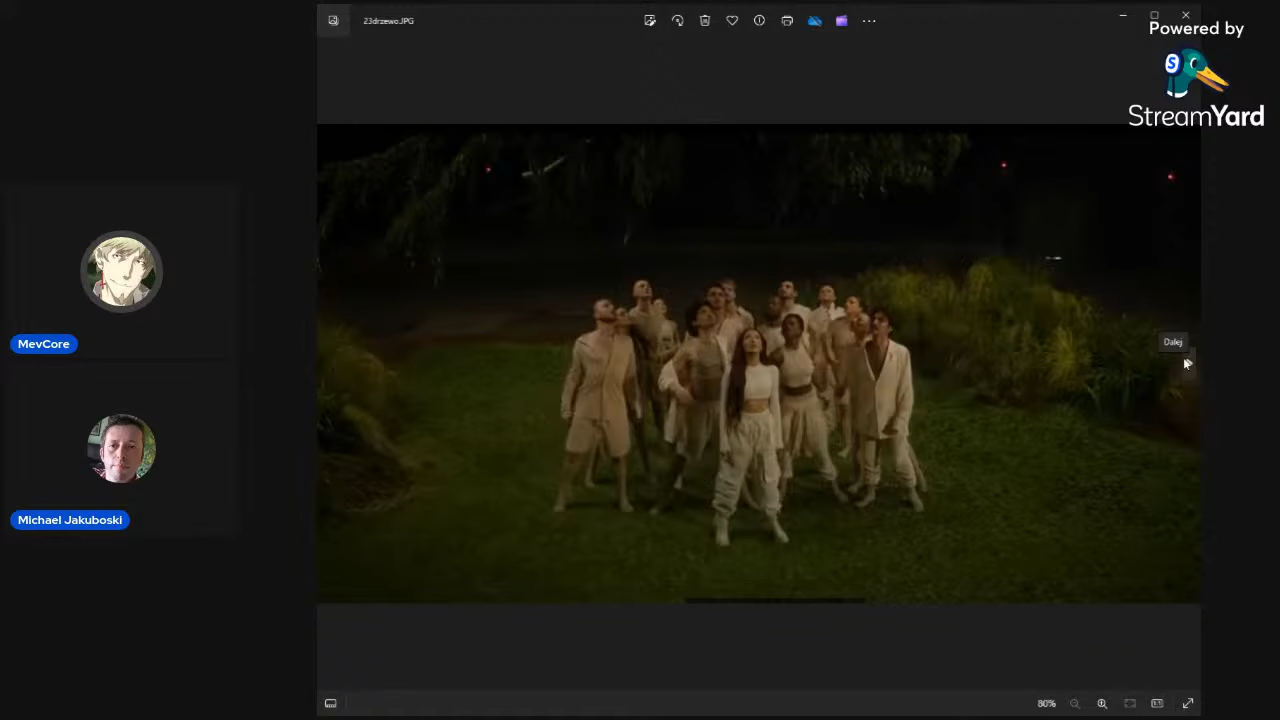 23drzewo.JPG
Powered by
S
StreamYard
MevCore
Dalej
Michael Jakuboski
80%